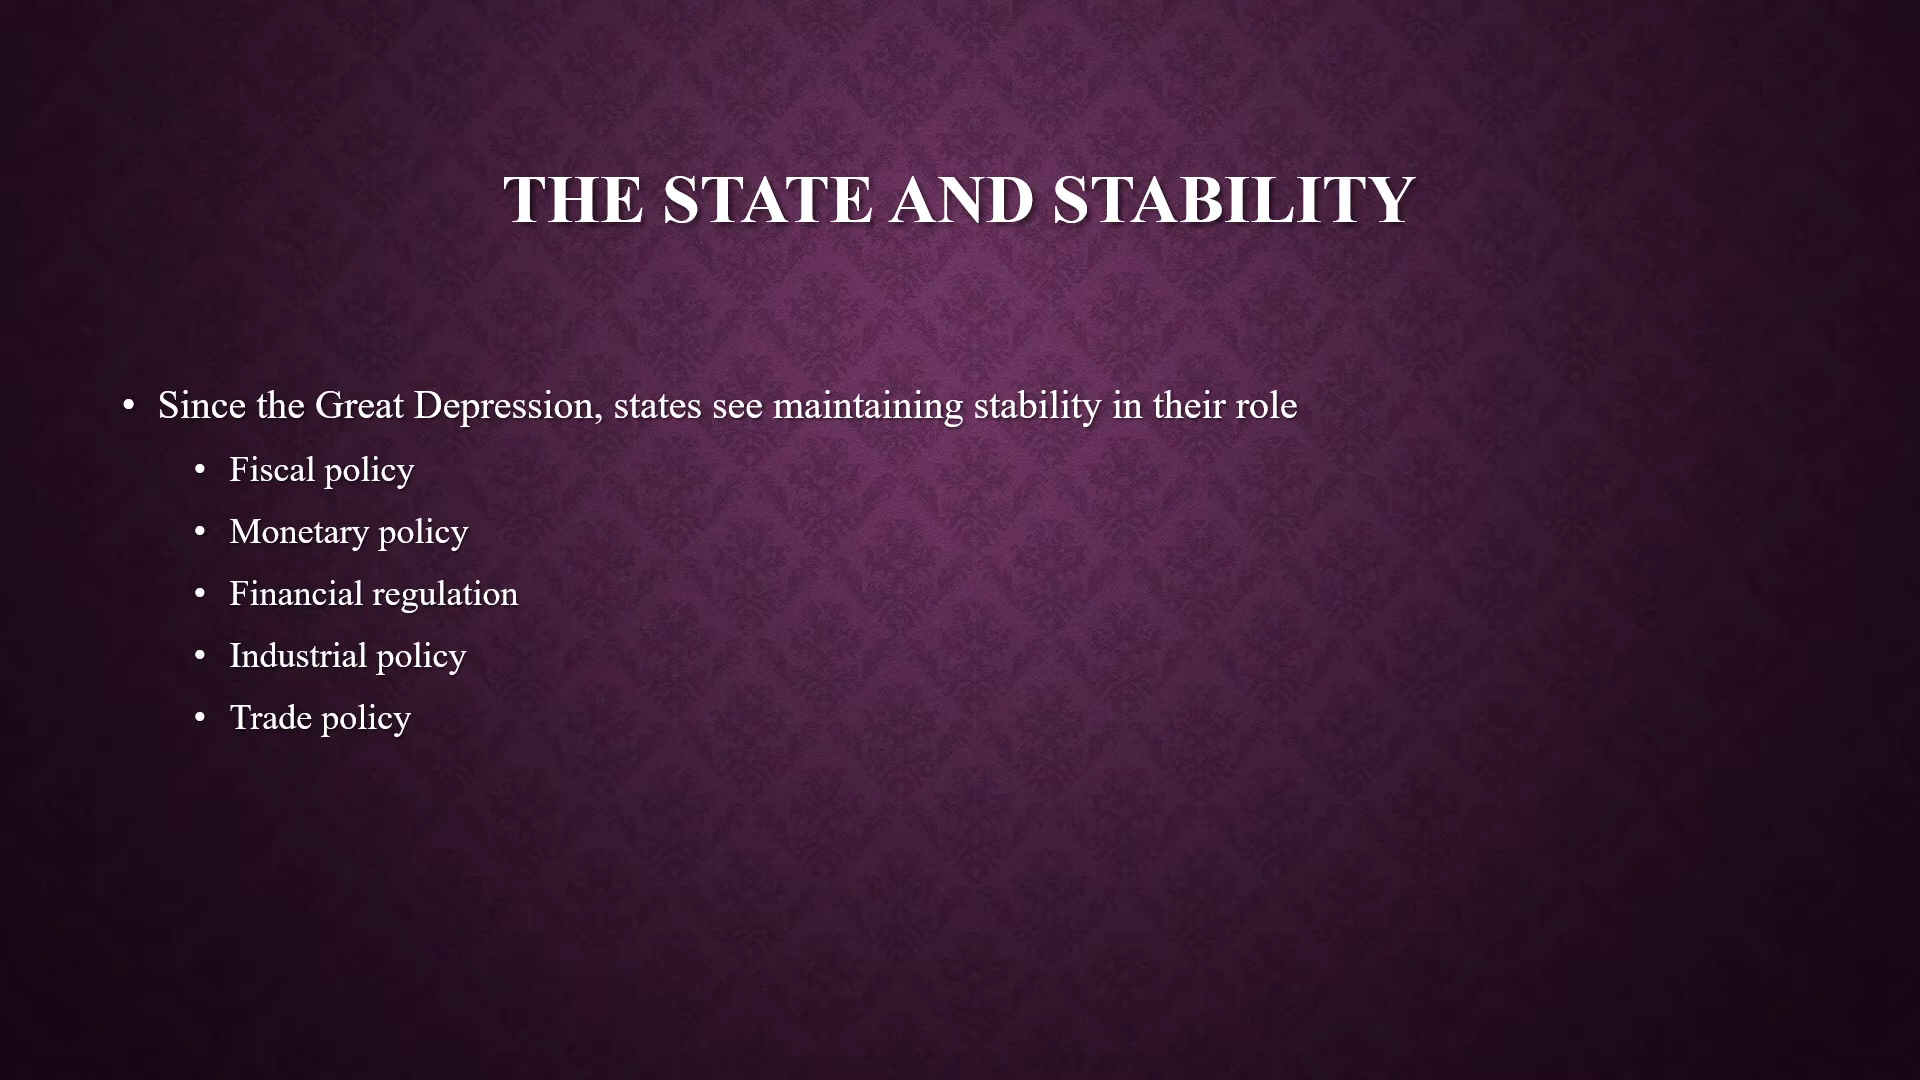 THE STATE AND STABILITY
• Since the Great Depression, states see maintaining stability in their role
• Fiscal policy
• Monetary policy
• Financial regulation
• Industrial policy
• Trade policy